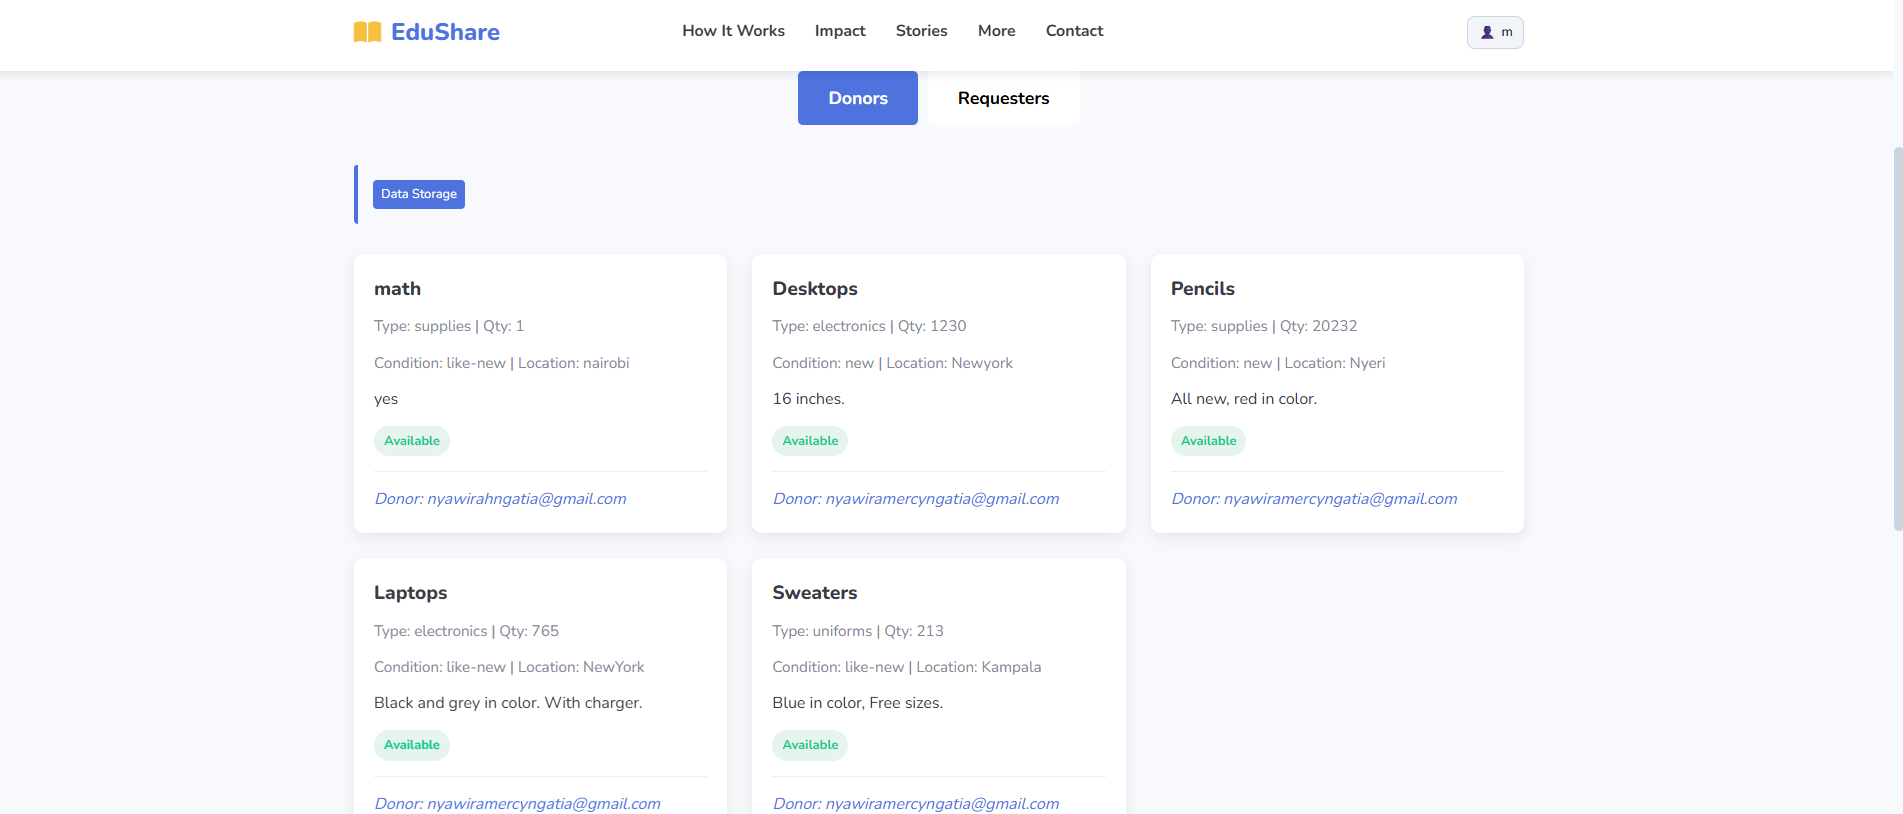 EduShare
How It Works Impact Stories More Contact
m
Donors Requesters
Data Storage
math
Type: supplies | Qty: 1
Condition: like-new | Location: nairobi
yes
Available
Donor: nyawirahngatia@gmail.com
Desktops
Type: electronics | Qty: 1230
Condition: new | Location: Newyork
16 inches.
Available
Donor: nyawiramercyngatia@gmail.com
Pencils
Type: supplies | Qty: 20232
Condition: new | Location: Nyeri
All new, red in color.
Available
Donor: nyawiramercyngatia@gmail.com
Laptops
Type: electronics | Qty: 765
Condition: like-new | Location: NewYork
Black and grey in color. With charger.
Available
Donor: nyawiramercyngatia@gmail.com
Sweaters
Type: uniforms | Qty: 213
Condition: like-new | Location: Kampala
Blue in color, Free sizes.
Available
Donor: nyawiramercyngatia@gmail.com